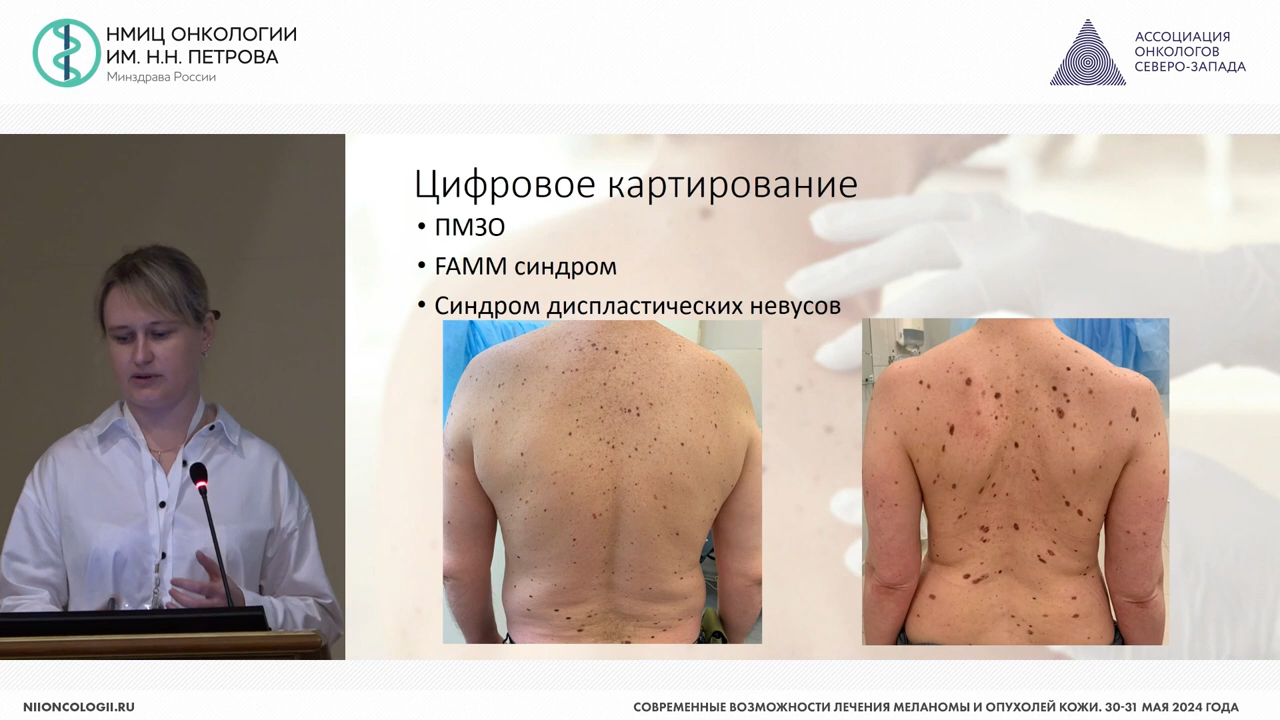 НМИЦ ОНКОЛОГИИ
ИМ. Н.Н. ПЕТРОВА
Минздрава России
АССОЦИАЦИЯ
ОНКОЛОГОВ
СЕВЕРО-ЗАПАДА
Цифровое картирование
• ПМЗО
• FAMM синдром
• Синдром диспластических невусов
NIIONCOLOGII.RU
СОВРЕМЕННЫЕ ВОЗМОЖНОСТИ ЛЕЧЕНИЯ МЕЛАНОМЫ И ОПУХОЛЕЙ КОЖИ. 30-31 МАЯ 2024 ГОДА